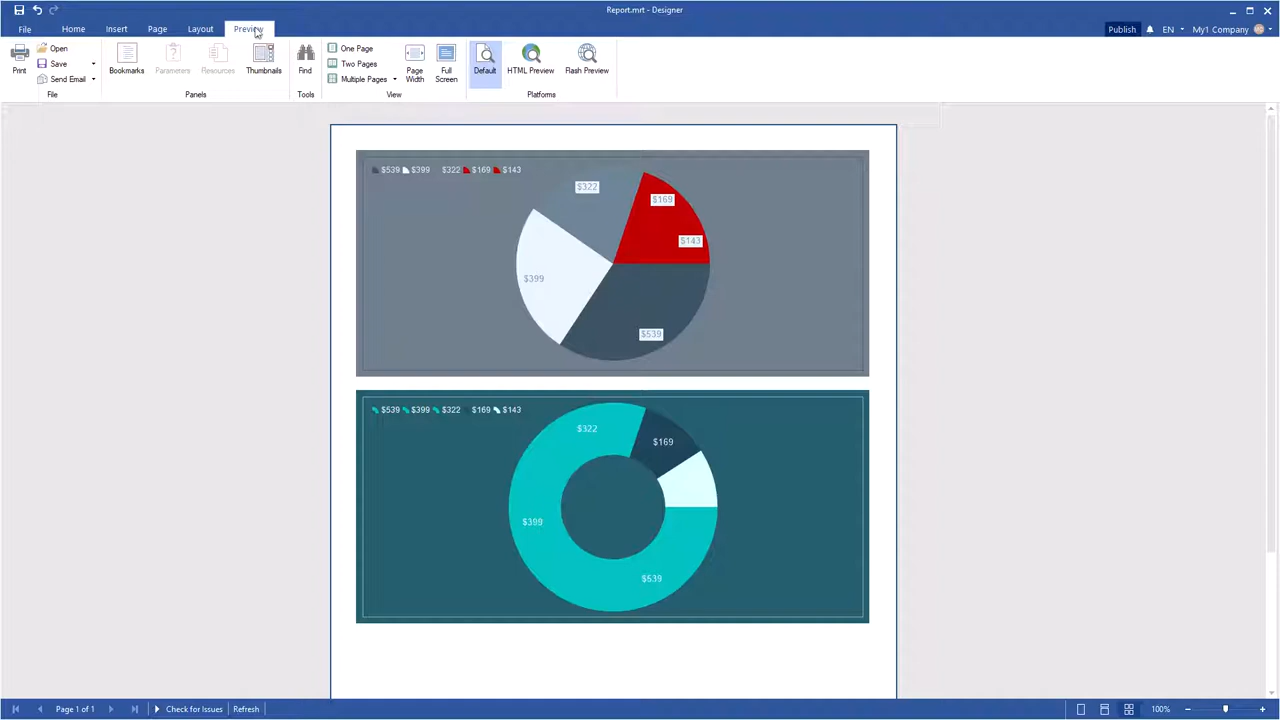 Report.mrt - Designer
File Home Insert Page Layout Preview Publish EN My1 Company
Print
Open
Save
Send Email
Bookmarks
Parameters
Resources
Thumbnails
Find
One Page
Two Pages
Multiple Pages
Page Width
Full Screen
Default
HTML Preview
Flash Preview
File Panels Tools View Platforms
$539 $399 $322 $169 $143
$322
$169
$143
$399
$539
$539 $399 $322 $169 $143
$322
$169
$399
$539
Page 1 of 1 Check for Issues Refresh 100%